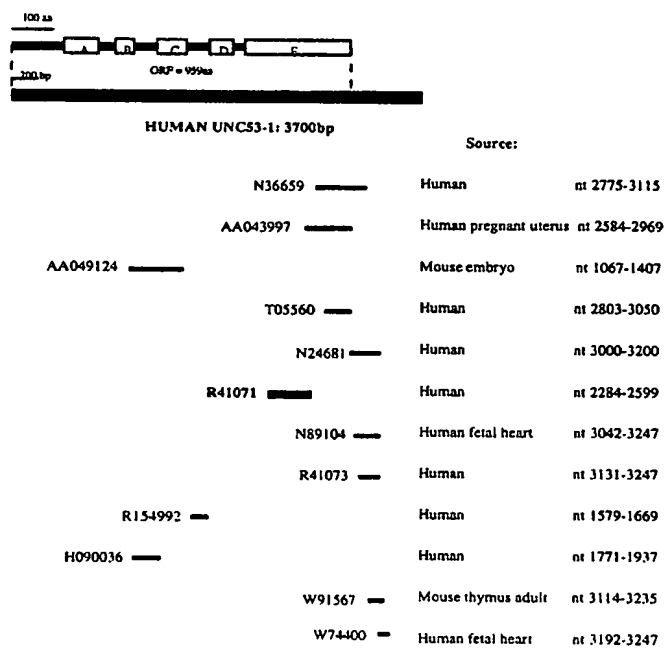 100 aa
A B C D E
ORF = 959aa
200 bp
HUMAN UNC53-1: 3700bp
Source:
N36659 Human nt 2775-3115
AA043997 Human pregnant uterus nt 2584-2969
AA049124 Mouse embryo nt 1067-1407
T05560 Human nt 2803-3050
N24681 Human nt 3000-3200
R41071 Human nt 2284-2599
N89104 Human fetal heart nt 3042-3247
R41073 Human nt 3131-3247
R154992 Human nt 1579-1669
H090036 Human nt 1771-1937
W91567 Mouse thymus adult nt 3114-3235
W74400 Human fetal heart nt 3192-3247